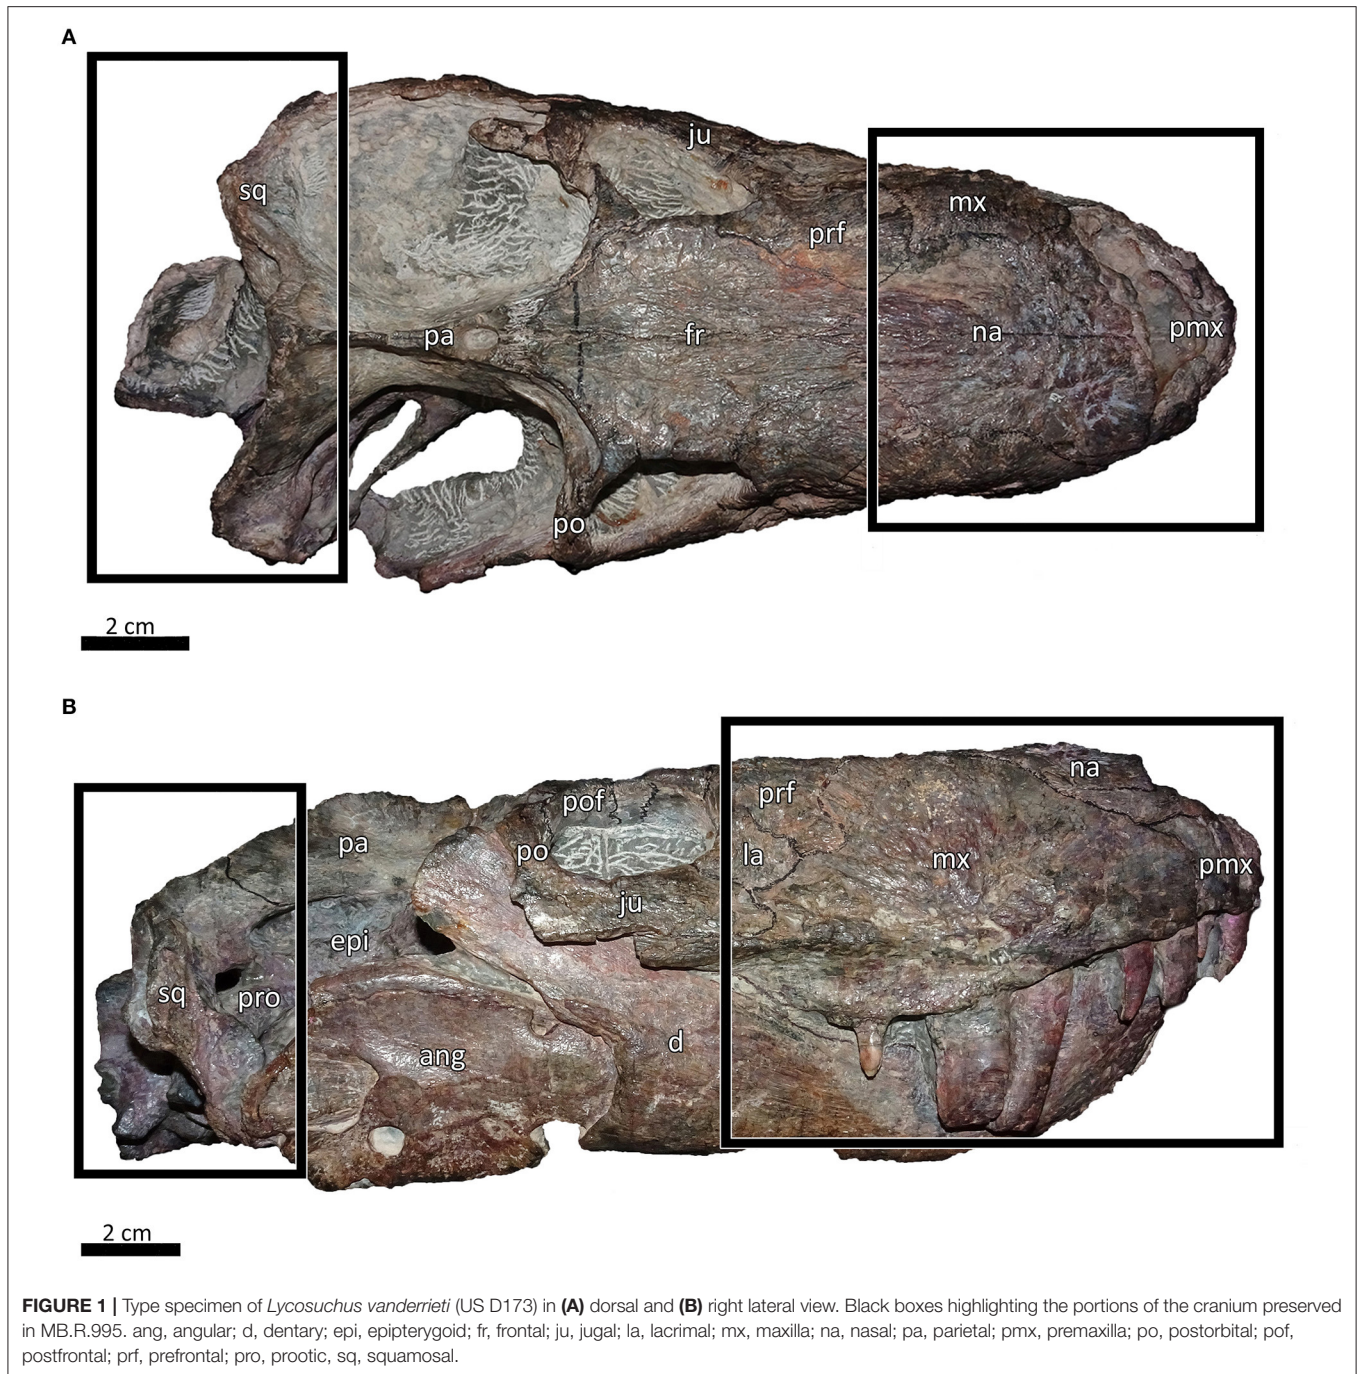 A
ju
sq
mx
prf
pa
fr
na
pmx
po
2 cm
B
na
prf
pof
pa
po
la
mx
pmx
ju
epi
sq
pro
d
ang
2 cm
FIGURE 1 | Type specimen of Lycosuchus vanderrieti (US D173) in (A) dorsal and (B) right lateral view. Black boxes highlighting the portions of the cranium preserved
in MB.R.995. ang, angular; d, dentary; epi, epipterygoid; fr, frontal; ju, jugal; la, lacrimal; mx, maxilla; na, nasal; pa, parietal; pmx, premaxilla; po, postorbital; pof,
postfrontal; prf, prefrontal; pro, prootic, sq, squamosal.